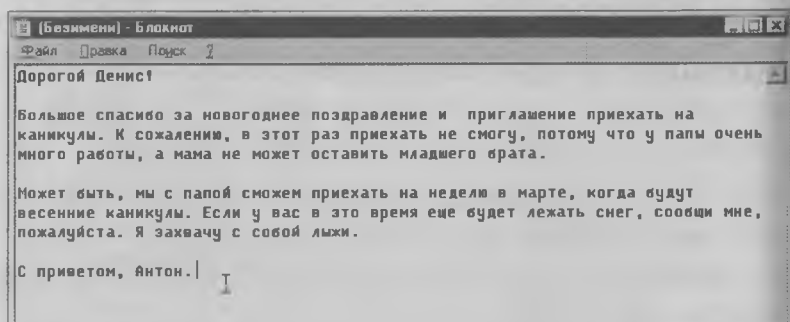 (Безимени) - Блокнот
Файл Правка Поиск ?
Дорогой Денис!
Большое спасибо за новогоднее поздравление и приглашение приехать на
каникулы. К сожалению, в этот раз приехать не смогу, потому что у папы очень
много работы, а мама не может оставить младшего брата.
Может быть, мы с папой сможем приехать на неделю в марте, когда будут
весенние каникулы. Если у вас в это время еще будет лежать снег, сообщи мне,
пожалуйста. Я захвачу с собой лыжи.
С приветом, Антон.